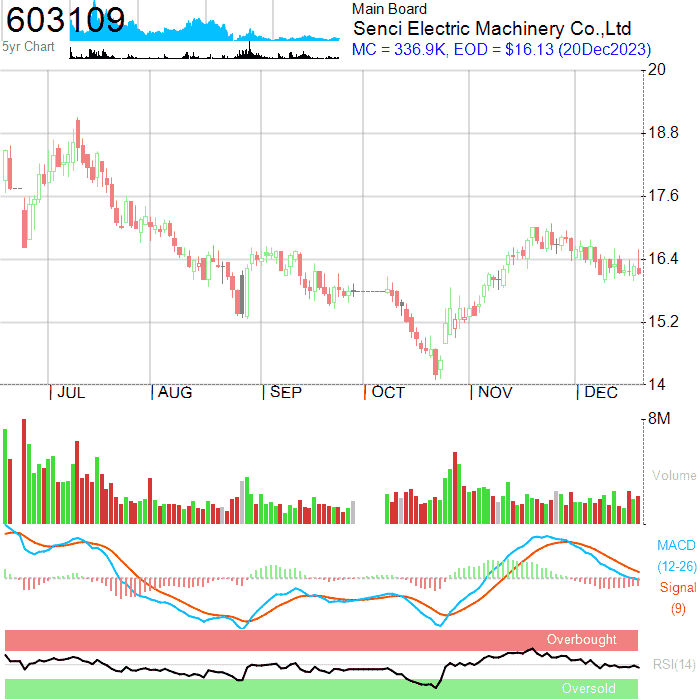 603109
5yr Chart
Main Board
Senci Electric Machinery Co.,Ltd
MC = 336.9K, EOD = $16.13 (20Dec2023)
20
18.8
17.6
16.4
15.2
14
JUL AUG SEP OCT NOV DEC
8M
Volume
MACD
(12-26)
Signal
(9)
Overbought
RSI(14)
Oversold